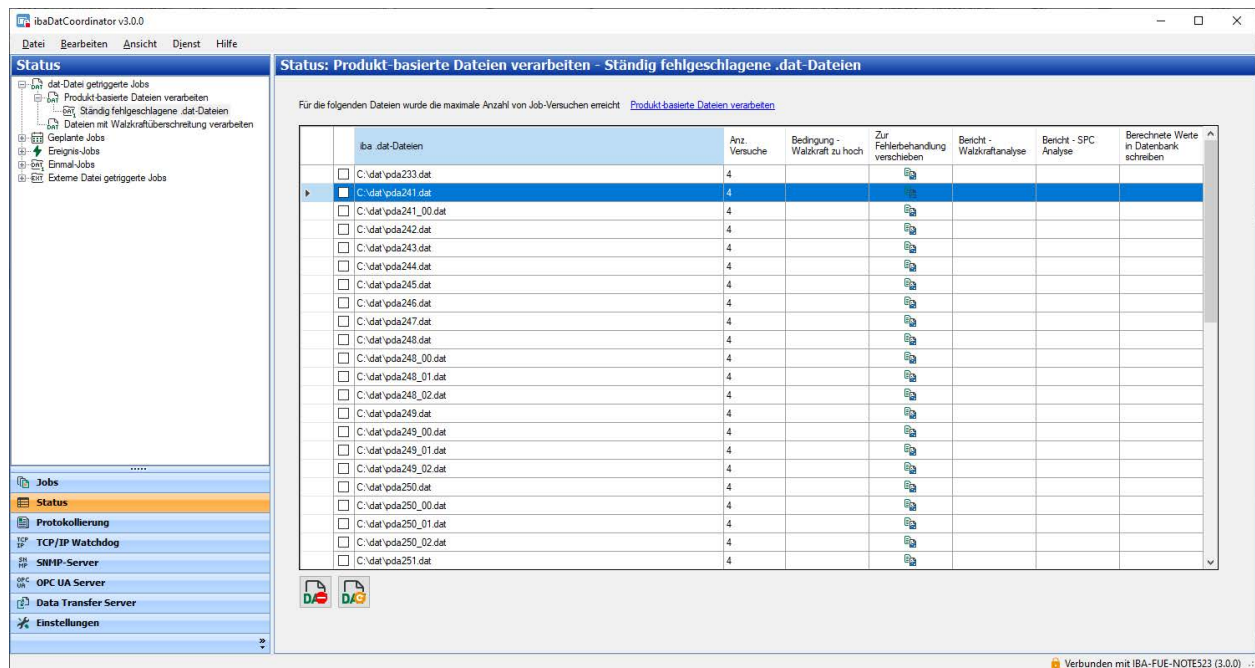 ibaDatCoordinator v3.0.0
Datei Bearbeiten Ansicht Dienst Hilfe
Status
dat-Datei getriggerte Jobs
Produkt-basierte Dateien verarbeiten
Ständig fehlgeschlagene .dat-Dateien
Dateien mit Walzkraftüberschreitung verarbeiten
Geplante Jobs
Ereignis-Jobs
Einmal-Jobs
Externe Datei getriggerte Jobs
Jobs
Status
Protokollierung
TCP/IP Watchdog
SNMP-Server
OPC UA Server
Data Transfer Server
Einstellungen
Status: Produkt-basierte Dateien verarbeiten - Ständig fehlgeschlagene .dat-Dateien
Für die folgenden Dateien wurde die maximale Anzahl von Job-Versuchen erreicht Produkt-basierte Dateien verarbeiten
iba .dat-Dateien
Anz. Versuche
Bedingung - Walzkraft zu hoch
Zur Fehlerbehandlung verschieben
Bericht - Walzkraftanalyse
Bericht - SPC Analyse
Berechnete Werte in Datenbank schreiben
C:\dat\pda233.dat 4
C:\dat\pda241.dat 4
C:\dat\pda241_00.dat 4
C:\dat\pda242.dat 4
C:\dat\pda243.dat 4
C:\dat\pda244.dat 4
C:\dat\pda245.dat 4
C:\dat\pda246.dat 4
C:\dat\pda247.dat 4
C:\dat\pda248.dat 4
C:\dat\pda248_00.dat 4
C:\dat\pda248_01.dat 4
C:\dat\pda248_02.dat 4
C:\dat\pda249.dat 4
C:\dat\pda249_00.dat 4
C:\dat\pda249_01.dat 4
C:\dat\pda249_02.dat 4
C:\dat\pda250.dat 4
C:\dat\pda250_00.dat 4
C:\dat\pda250_01.dat 4
C:\dat\pda250_02.dat 4
C:\dat\pda251.dat 4
Verbunden mit IBA-FUE-NOTE523 (3.0.0)